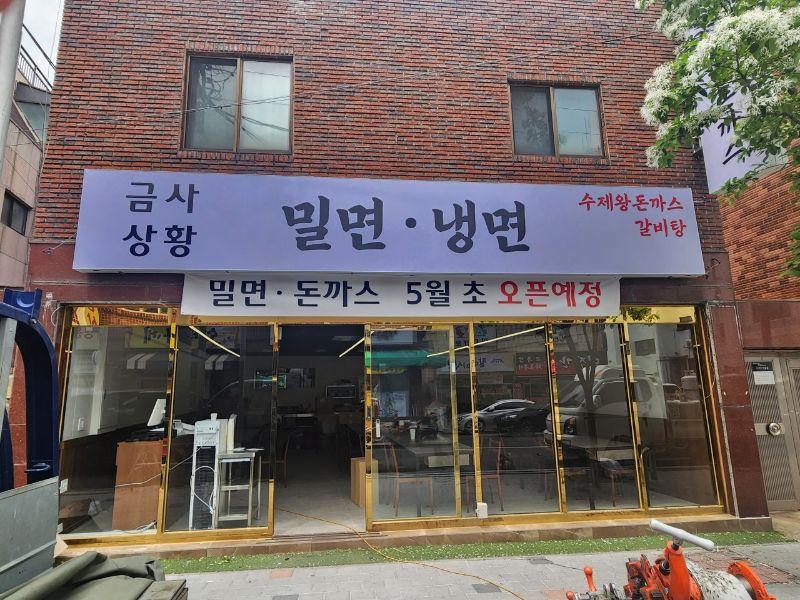 금사
상황
밀면·냉면
수제왕돈까스
갈비탕
밀면·돈까스 5월 초 오픈예정